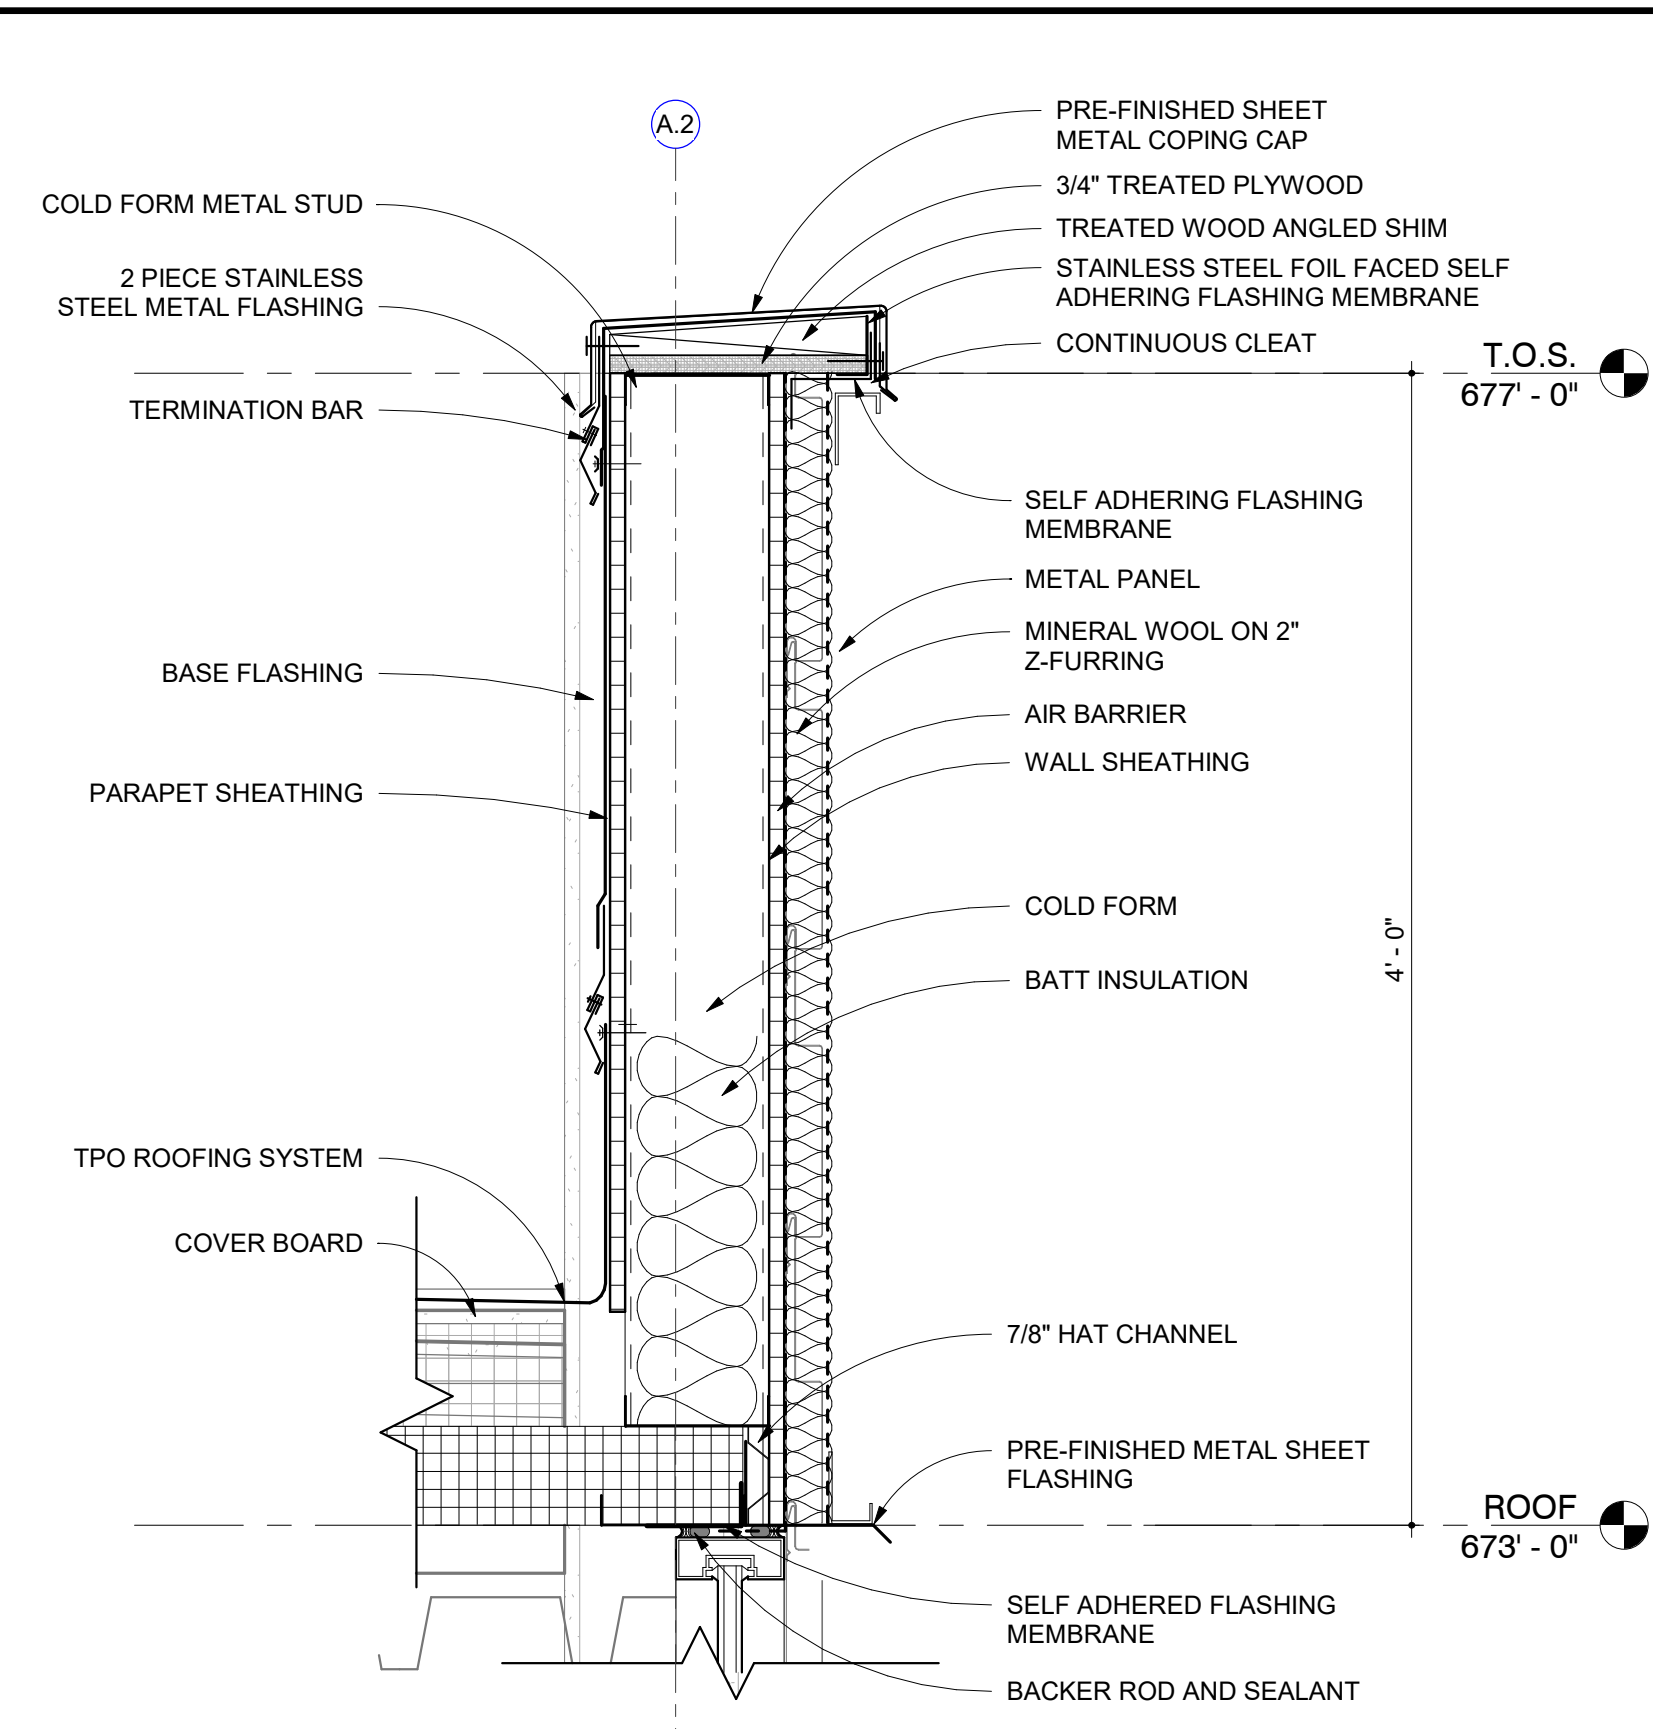 A.2
COLD FORM METAL STUD
2 PIECE STAINLESS
STEEL METAL FLASHING
TERMINATION BAR
BASE FLASHING
PARAPET SHEATHING
TPO ROOFING SYSTEM
COVER BOARD
PRE-FINISHED SHEET
METAL COPING CAP
3/4" TREATED PLYWOOD
TREATED WOOD ANGLED SHIM
STAINLESS STEEL FOIL FACED SELF
ADHERING FLASHING MEMBRANE
CONTINUOUS CLEAT
SELF ADHERING FLASHING
MEMBRANE
METAL PANEL
MINERAL WOOL ON 2"
Z-FURRING
AIR BARRIER
WALL SHEATHING
COLD FORM
BATT INSULATION
7/8" HAT CHANNEL
PRE-FINISHED METAL SHEET
FLASHING
SELF ADHERED FLASHING
MEMBRANE
BACKER ROD AND SEALANT
4' - 0"
T.O.S.
677' - 0"
ROOF
673' - 0"